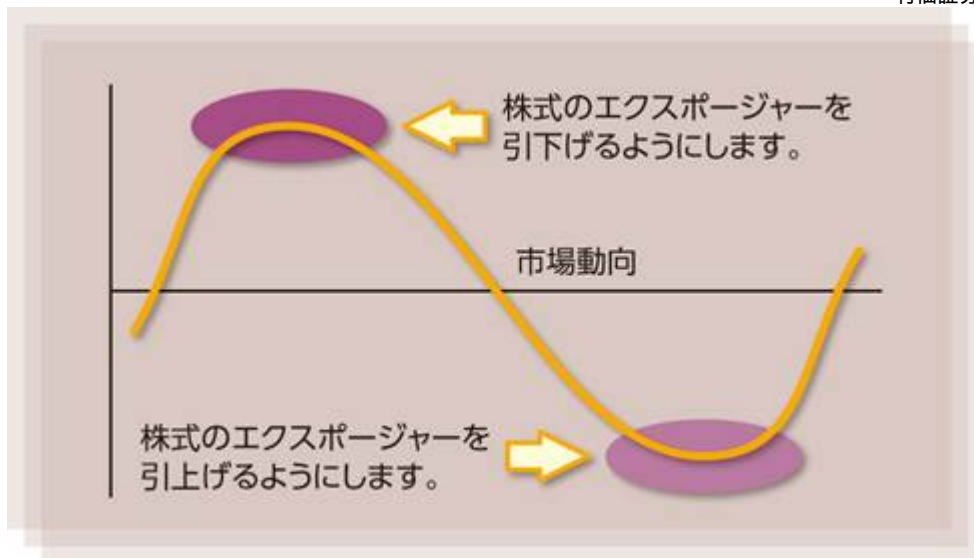 株式のエクスポージャーを
引下げるようにします。
市場動向
株式のエクスポージャーを
引上げるようにします。